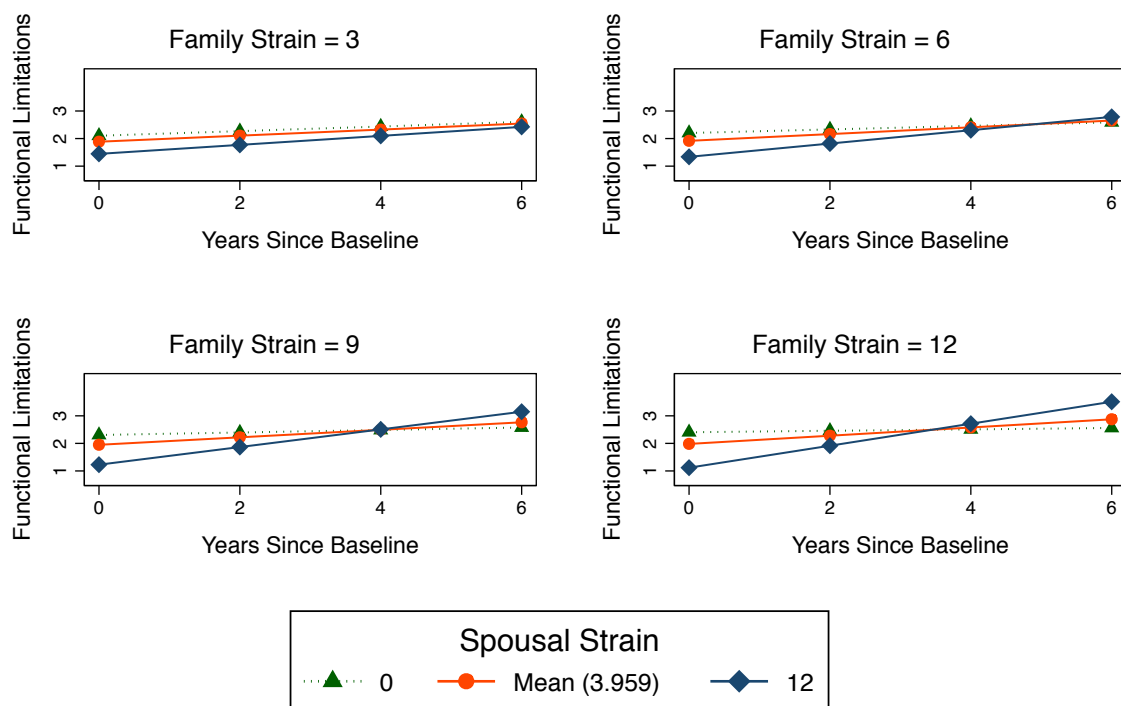 Family Strain = 3
Functional Limitations
3
2
1
0 2 4 6
Years Since Baseline
Family Strain = 6
Functional Limitations
3
2
1
0 2 4 6
Years Since Baseline
Family Strain = 9
Functional Limitations
3
2
1
0 2 4 6
Years Since Baseline
Family Strain = 12
Functional Limitations
3
2
1
0 2 4 6
Years Since Baseline
Spousal Strain
0 Mean (3.959) 12